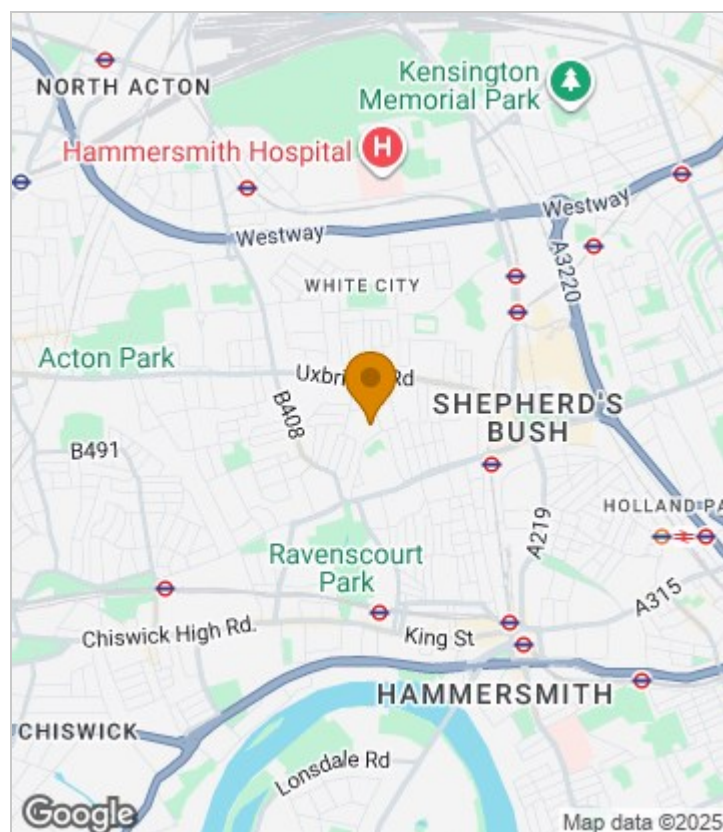 NORTH ACTON
Kensington
Memorial Park
Hammersmith Hospital
H
Westway
Westway
A3220
WHITE CITY
Acton Park
Uxbri
Rd
B408
SHEPHERD'S
BUSH
B491
HOLLAND PA
A219
Ravenscourt
Park
A315
Chiswick High Rd.
King St
HAMMERSMITH
CHISWICK
Lonsdale Rd
Google
Map data ©2025